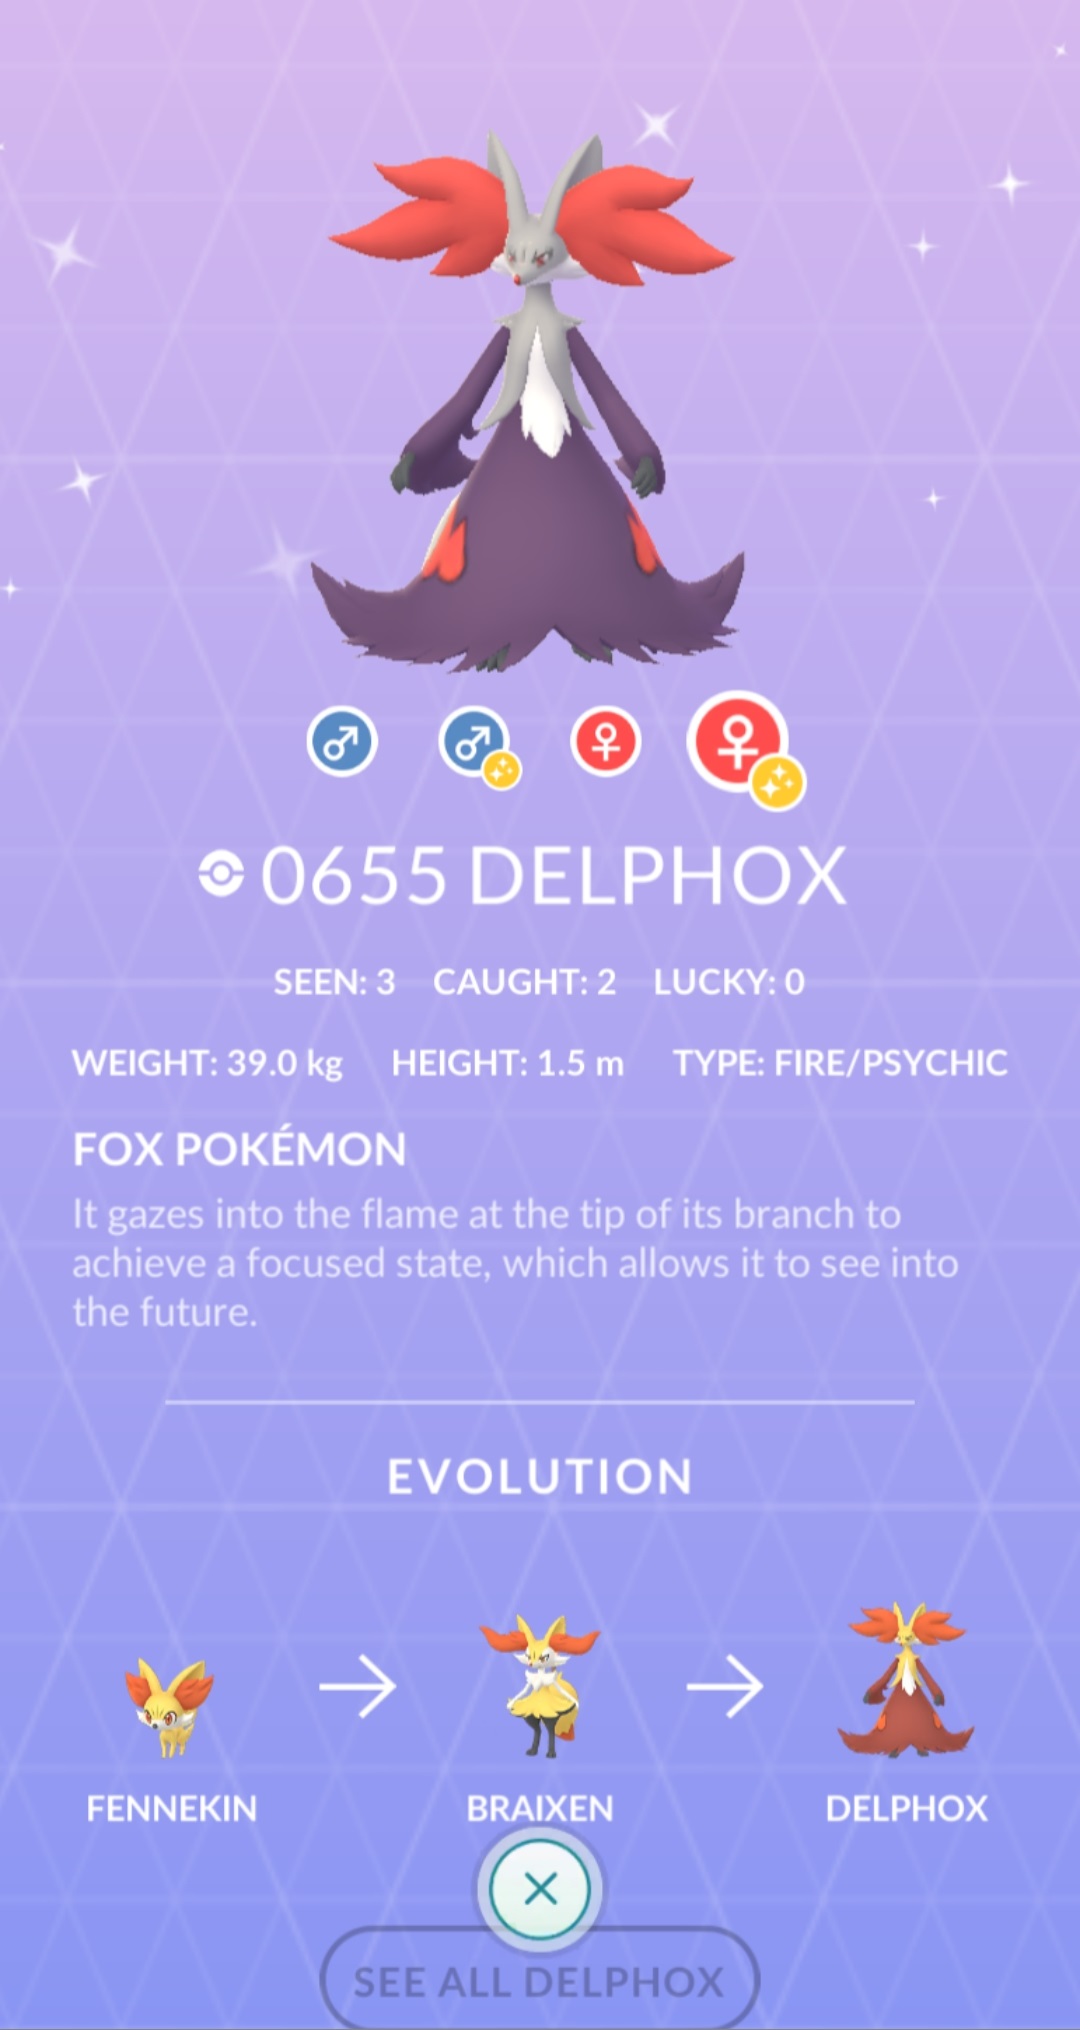 0655 DELPHOX
SEEN: 3 CAUGHT: 2 LUCKY: 0
WEIGHT: 39.0 kg HEIGHT: 1.5 m TYPE: FIRE/PSYCHIC
FOX POKÉMON
It gazes into the flame at the tip of its branch to
achieve a focused state, which allows it to see into
the future.
EVOLUTION
FENNEKIN BRAIXEN DELPHOX
SEE ALL DELPHOX